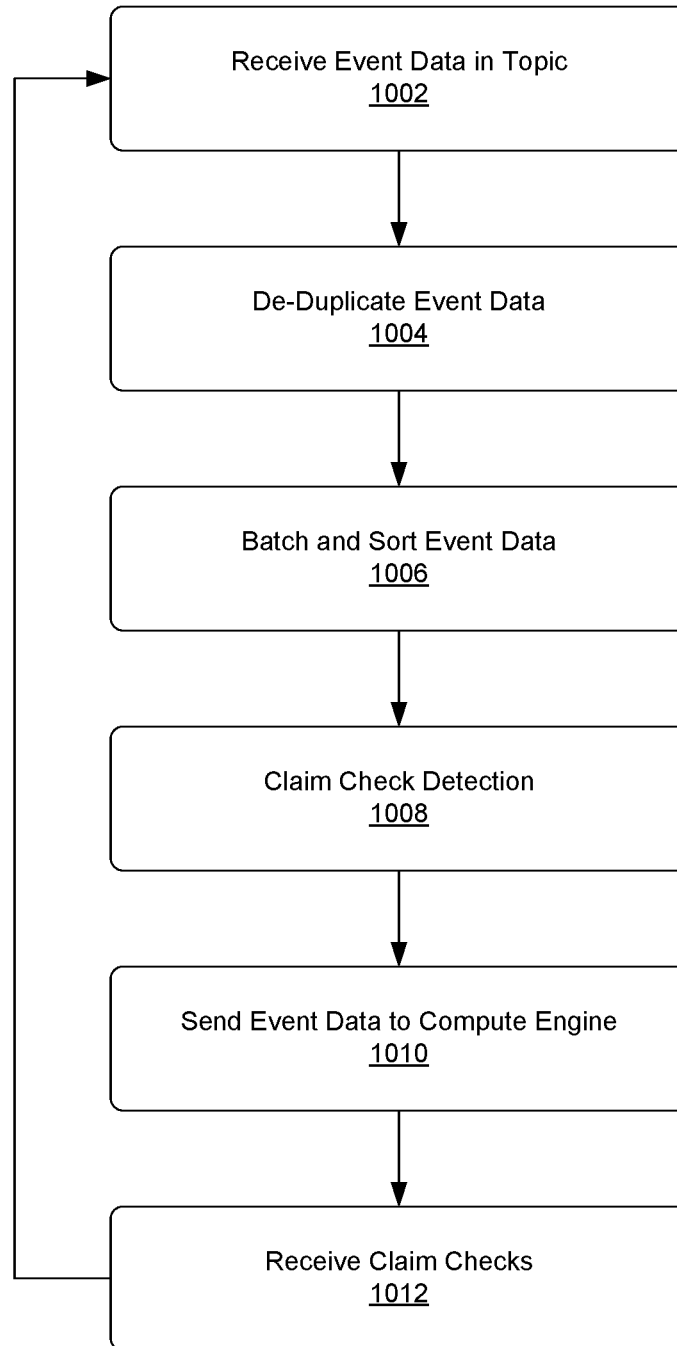 Receive Event Data in Topic
1002
De-Duplicate Event Data
1004
Batch and Sort Event Data
1006
Claim Check Detection
1008
Send Event Data to Compute Engine
1010
Receive Claim Checks
1012